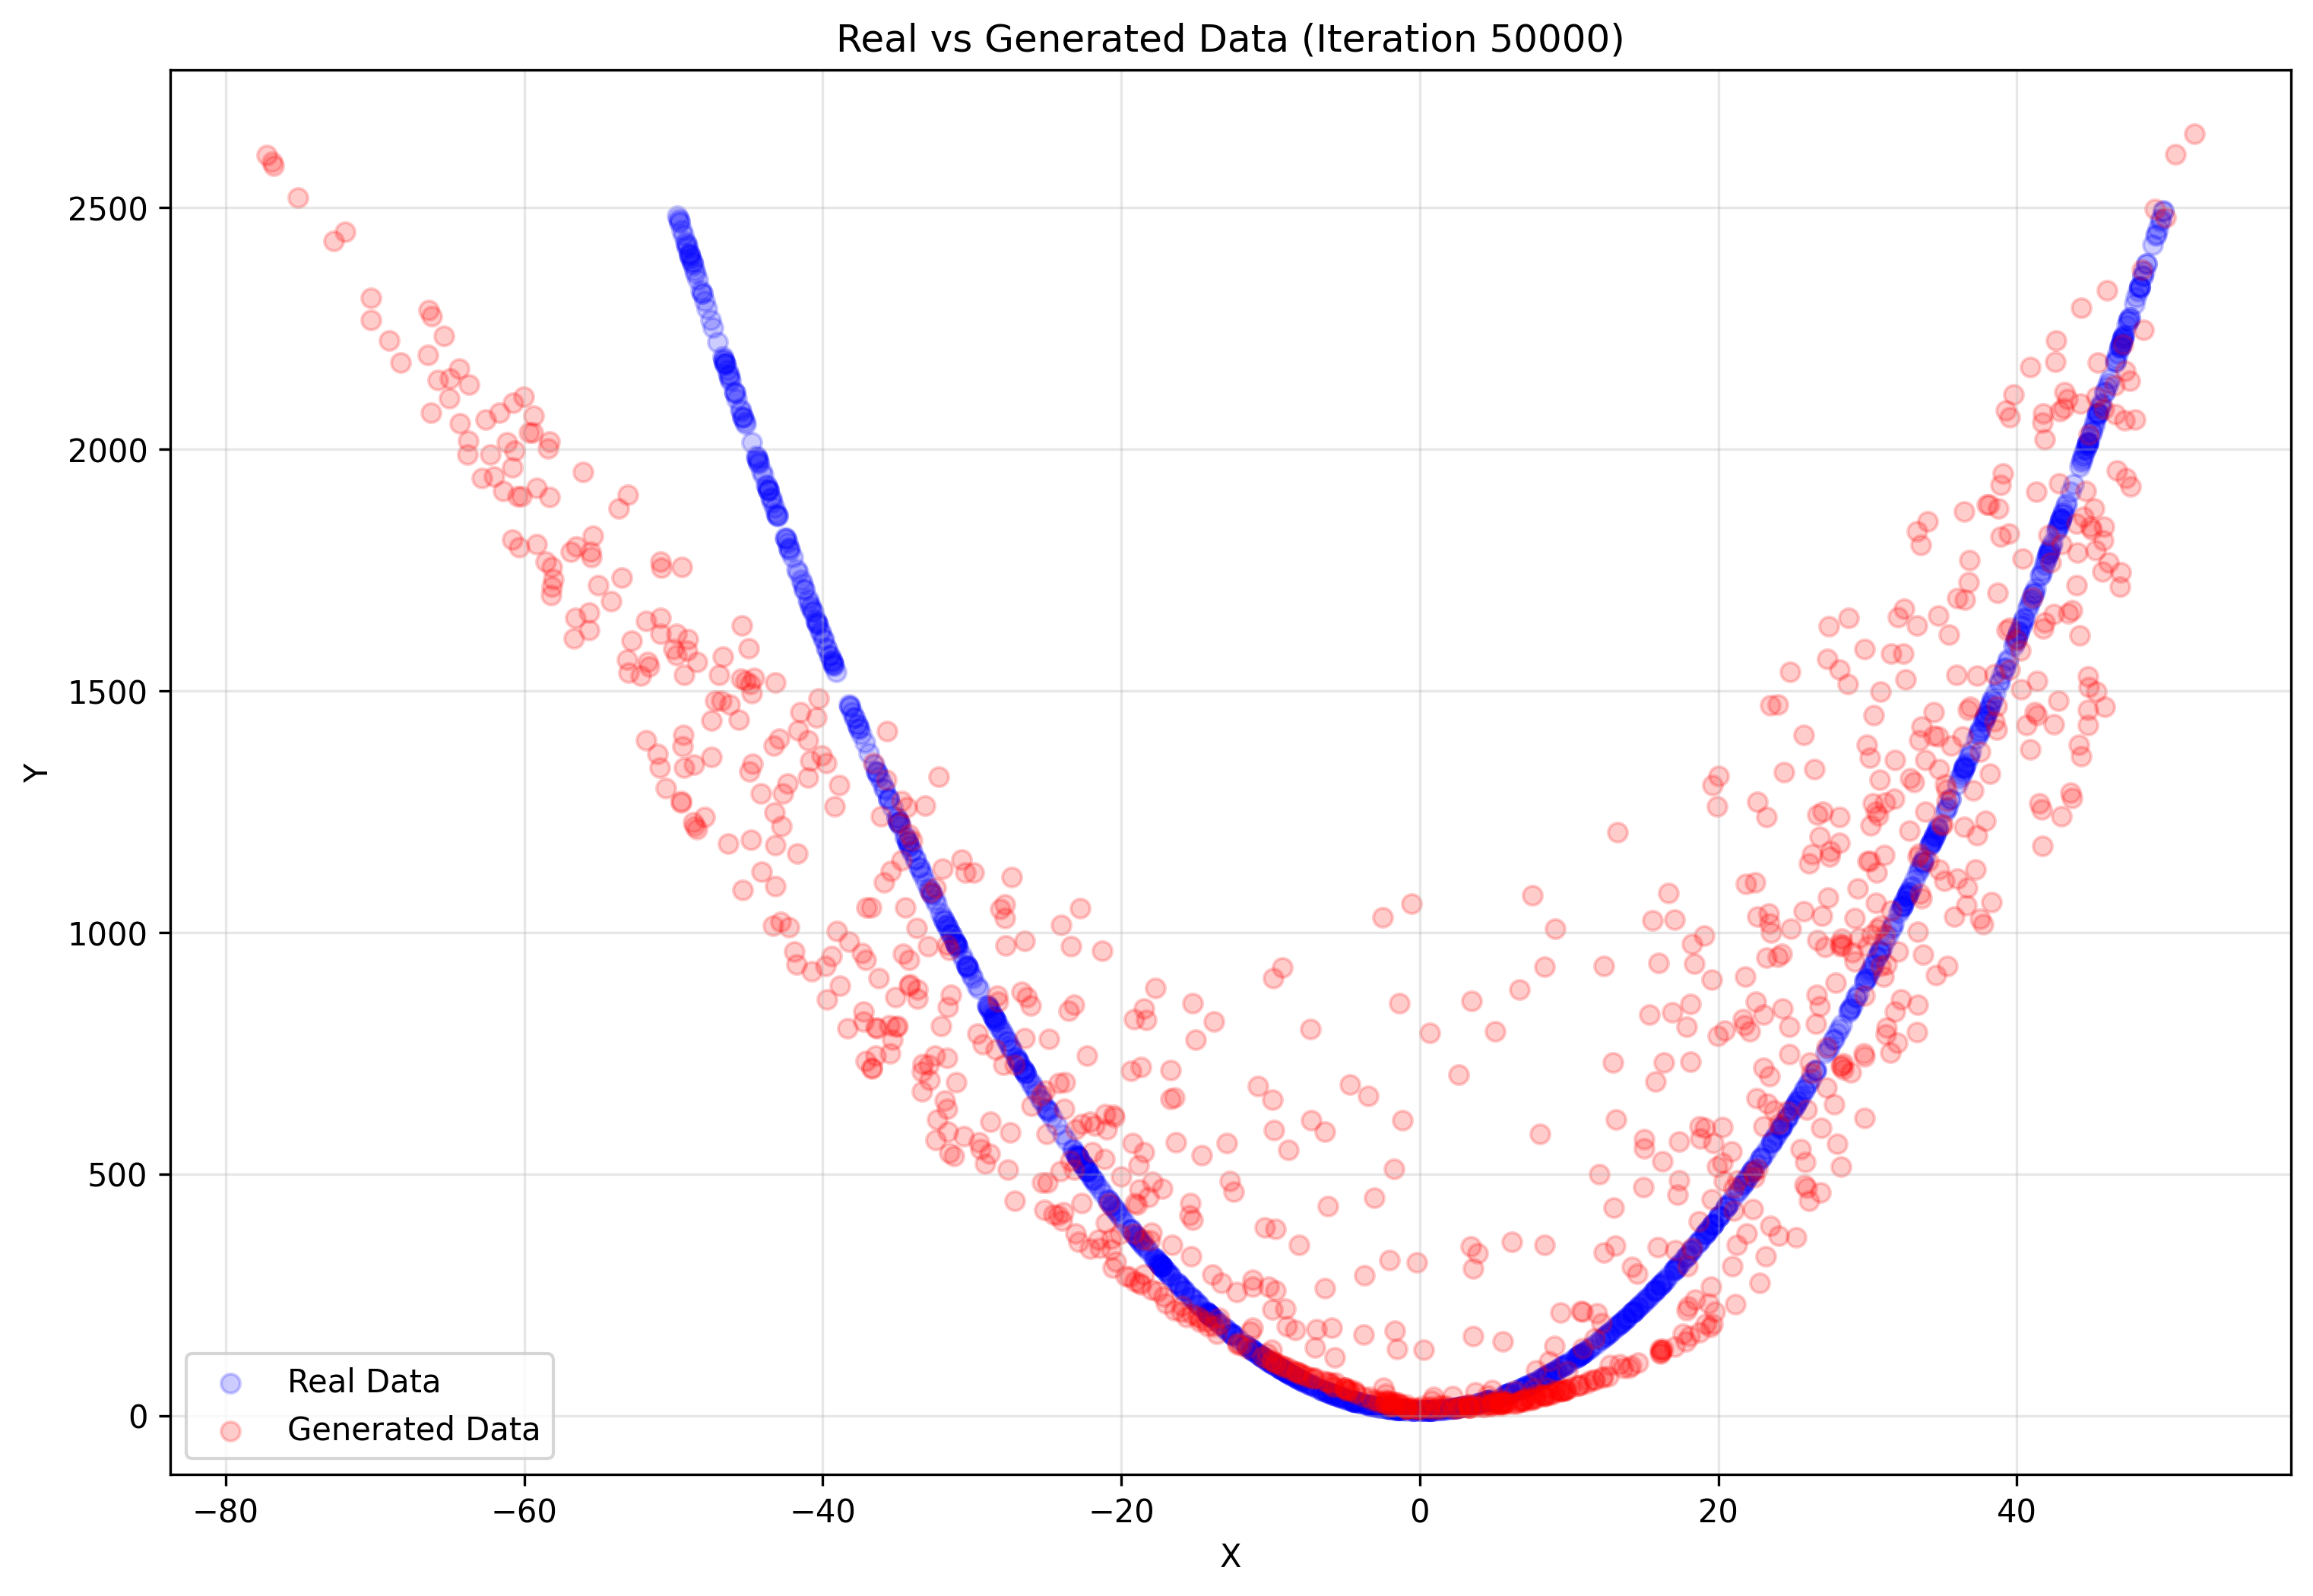 Real vs Generated Data (Iteration 50000)
2500
2000
1500
1000
500
0
Y
Real Data
Generated Data
−80 −60 −40 −20 0 20 40
X